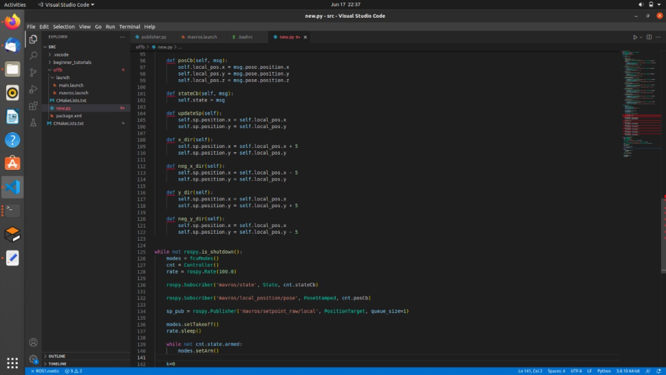 Activities
Visual Studio Code
Jun 17 22:37
new.py - src - Visual Studio Code
File Edit Selection View Go Run Terminal Help
EXPLORER
SRC
.vscode
beginner_tutorials
launch
main.launch
mavros.launch
CMakeLists.txt
new.py
9+
package.xml
CMakeLists.txt
OUTLINE
TIMELINE
publisher.py
mavros.launch
new.py 9+
new.py > ...
95
96 def posCb(self, msg):
97 self.local_pos.x = msg.pose.position.x
98 self.local_pos.y = msg.pose.position.y
99 self.local_pos.z = msg.pose.position.z
100
101 def stateCb(self, msg):
102 self.state = msg
103
104 def updateSp(self):
105 self.sp.position.x = self.local_pos.x
106 self.sp.position.y = self.local_pos.y
107
108 def x_dir(self):
109 self.sp.position.x = self.local_pos.x + 5
110 self.sp.position.y = self.local_pos.y
111
112 def neg_x_dir(self):
113 self.sp.position.x = self.local_pos.x - 5
114 self.sp.position.y = self.local_pos.y
115
116 def y_dir(self):
117 self.sp.position.x = self.local_pos.x
118 self.sp.position.y = self.local_pos.y + 5
119
120 def neg_y_dir(self):
121 self.sp.position.x = self.local_pos.x
122 self.sp.position.y = self.local_pos.y - 5
123
124
125 while not rospy.is_shutdown():
126 modes = fcuModes()
127 cnt = Controller()
128 rate = rospy.Rate(100.0)
129
130 rospy.Subscriber('mavros/state', State, cnt.stateCb)
131
132 rospy.Subscriber('mavros/local_position/pose', PoseStamped, cnt.posCb)
133
134 sp_pub = rospy.Publisher('mavros/setpoint_raw/local', PositionTarget, queue_size=1)
135
136 modes.setTakeoff()
137 rate.sleep()
138
139 while not cnt.state.armed:
140 modes.setArm()
141
142 k=0
ROS1.noetic
Ln 141, Col 2
Spaces: 4
UTF-8
LF
Python
3.8.10 64-bit